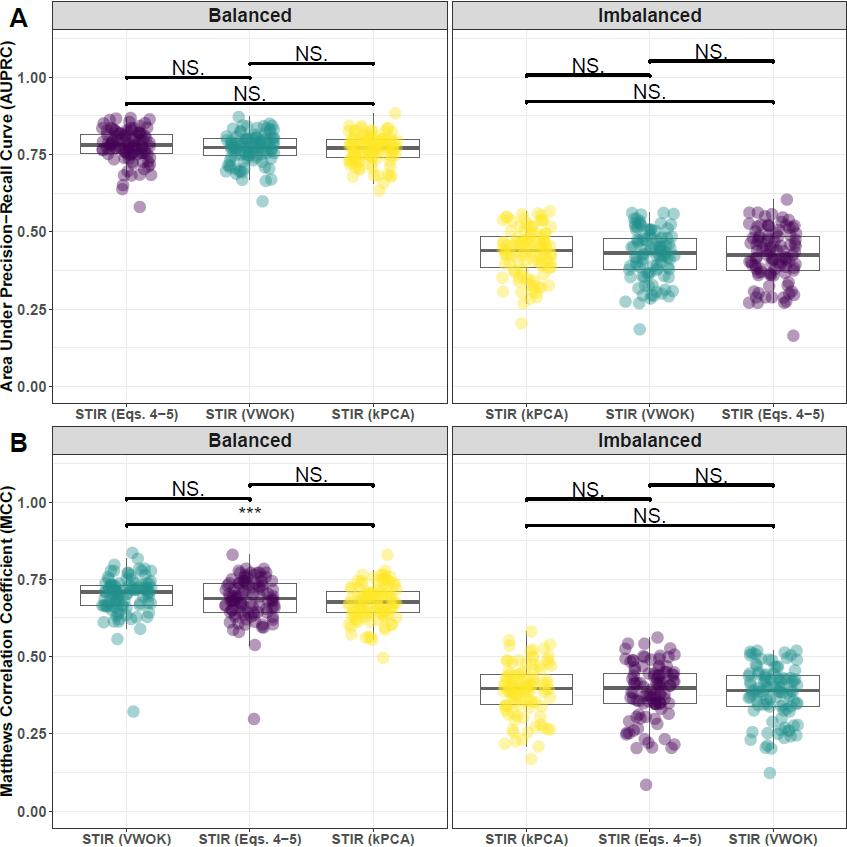 A
Balanced
Imbalanced
Area Under Precision−Recall Curve (AUPRC)
1.00
0.75
0.50
0.25
0.00
NS.
NS.
NS.
NS.
NS.
NS.
STIR (Eqs. 4−5)
STIR (VWOK)
STIR (kPCA)
STIR (kPCA)
STIR (VWOK)
STIR (Eqs. 4−5)
B
Balanced
Imbalanced
Matthews Correlation Coefficient (MCC)
1.00
0.75
0.50
0.25
0.00
NS.
NS.
***
NS.
NS.
NS.
STIR (VWOK)
STIR (Eqs. 4−5)
STIR (kPCA)
STIR (kPCA)
STIR (Eqs. 4−5)
STIR (VWOK)